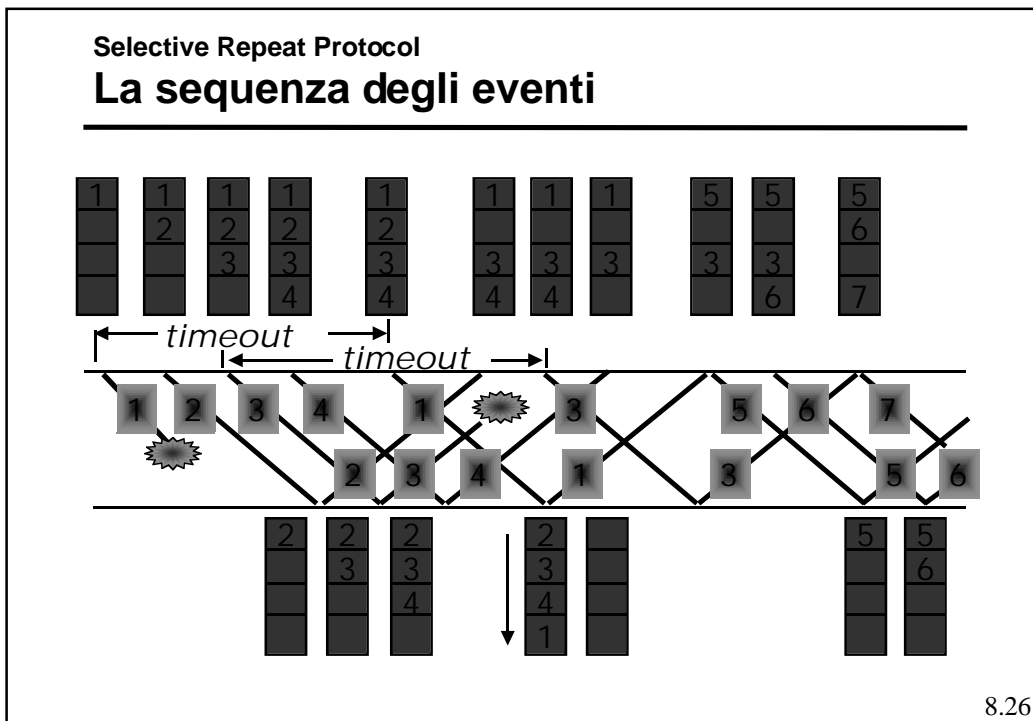 Selective Repeat Protocol
La sequenza degli eventi
1 1 1 1 1 1 1 1 5 5 5
2 2 2 2 6
3 3 3 3 3 3 3 3
4 4 4 4 6 7
timeout
timeout
1 2 3 4 1 3 5 6 7
2 3 4 1 3 5 6
2 2 2 2 5 5
3 3 3 6
4 4
1
8.26